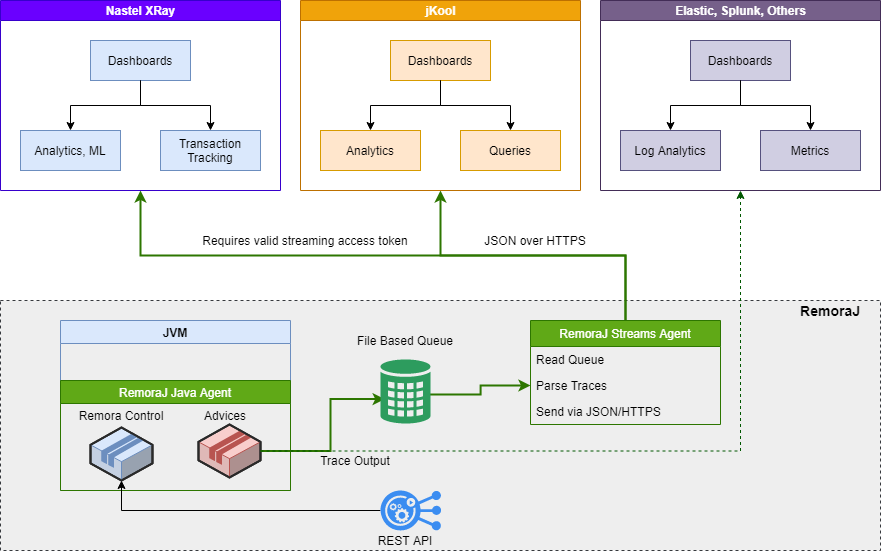 Nastel XRay
Dashboards
Analytics, ML
Transaction
Tracking
jKool
Dashboards
Analytics
Queries
Elastic, Splunk, Others
Dashboards
Log Analytics
Metrics
Requires valid streaming access token
JSON over HTTPS
RemoraJ
JVM
RemoraJ Java Agent
Remora Control
Advices
File Based Queue
Trace Output
RemoraJ Streams Agent
Read Queue
Parse Traces
Send via JSON/HTTPS
REST API